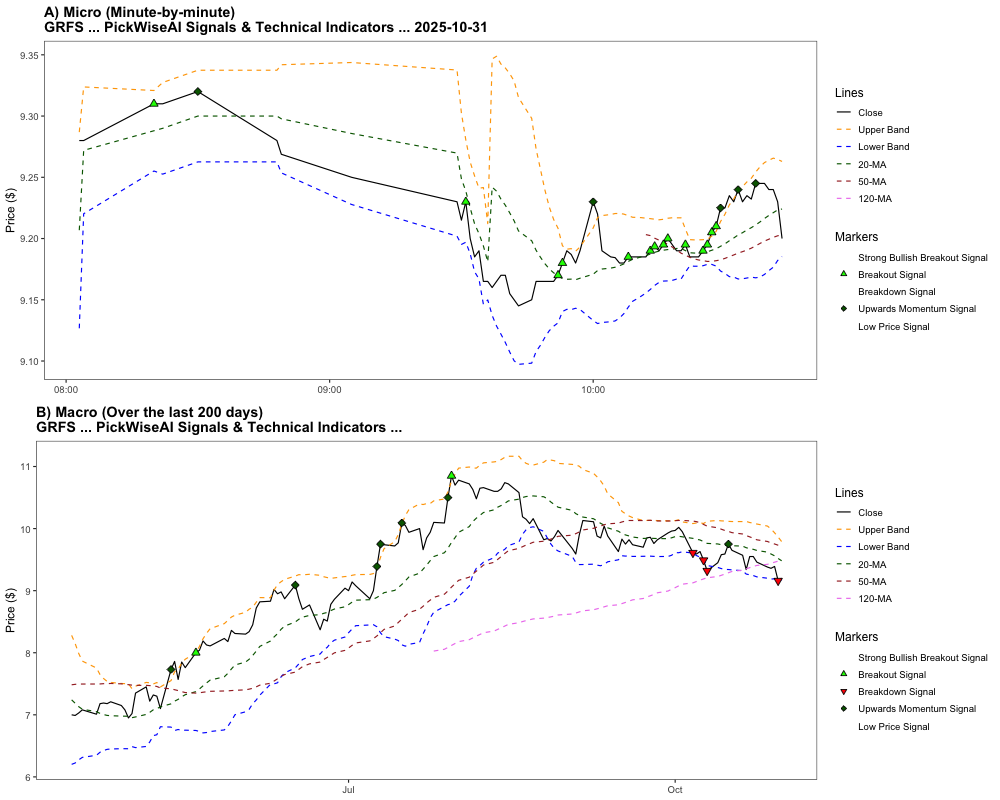 A) Micro (Minute-by-minute)
GRFS ... PickWiseAI Signals & Technical Indicators ... 2025-10-31
Price ($)
9.35
9.30
9.25
9.20
9.15
9.10
08:00
09:00
10:00
Lines
Close
Upper Band
Lower Band
20-MA
50-MA
120-MA
Markers
Strong Bullish Breakout Signal
Breakout Signal
Breakdown Signal
Upwards Momentum Signal
Low Price Signal
B) Macro (Over the last 200 days)
GRFS ... PickWiseAI Signals & Technical Indicators ...
Price ($)
11
10
9
8
7
6
Jul
Oct
Lines
Close
Upper Band
Lower Band
20-MA
50-MA
120-MA
Markers
Strong Bullish Breakout Signal
Breakout Signal
Breakdown Signal
Upwards Momentum Signal
Low Price Signal